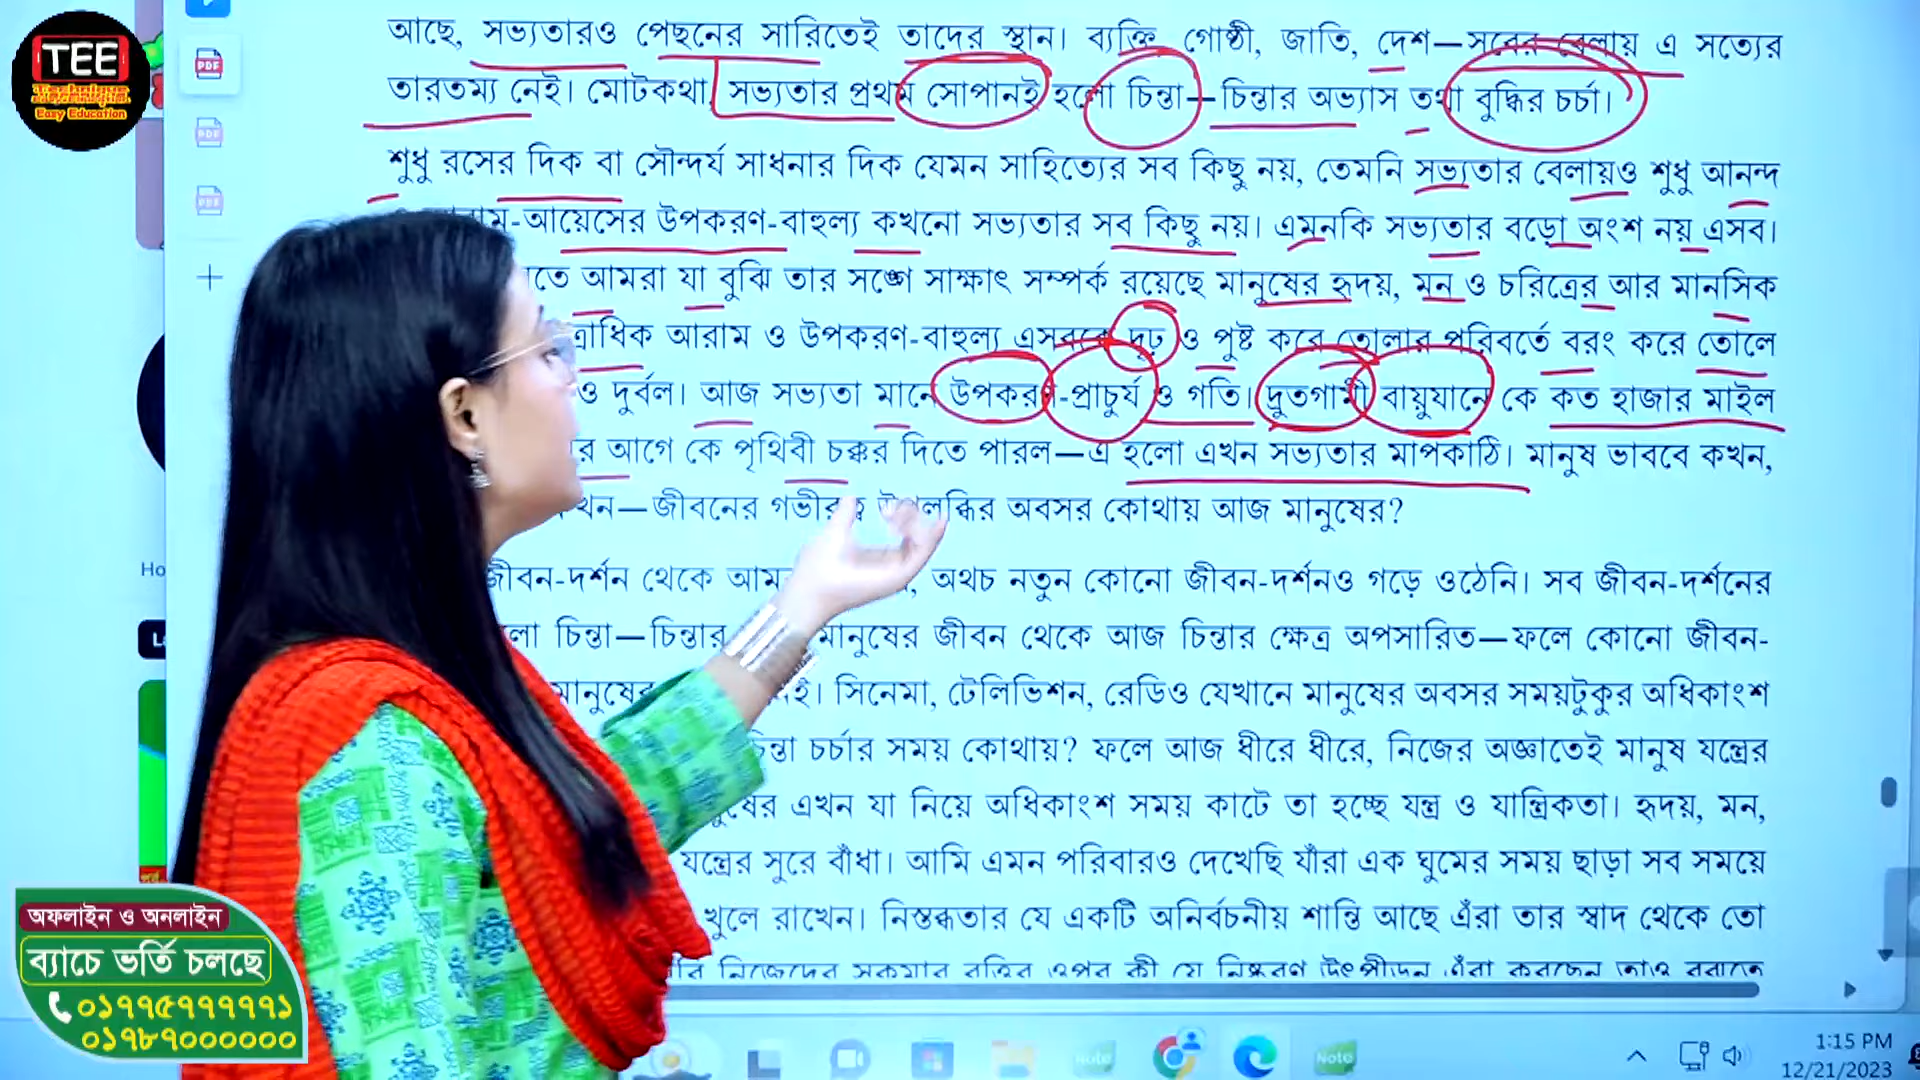 TEE
Technique
Easy Education
আছে, সভ্যতারও পেছনের সারিতেই তাদের স্থান। ব্যক্তি, গোষ্ঠী, জাতি, দেশ—সবের বেলায় এ সত্যের
তারতম্য নেই। মোটকথা সভ্যতার প্রথম সোপানই হলো চিন্তা—চিন্তার অভ্যাস তথা বুদ্ধির চর্চা।
শুধু রসের দিক বা সৌন্দর্য সাধনার দিক যেমন সাহিত্যের সব কিছু নয়, তেমনি সভ্যতার বেলায়ও শুধু আনন্দ
-আয়েসের উপকরণ-বাহুল্য কখনো সভ্যতার সব কিছু নয়। এমনকি সভ্যতার বড়ো অংশ নয় এসব।
তে আমরা যা বুঝি তার সঙ্গে সাক্ষাৎ সম্পর্ক রয়েছে মানুষের হৃদয়, মন ও চরিত্রের আর মানসিক
ত্রাধিক আরাম ও উপকরণ-বাহুল্য এসবকে দৃঢ় ও পুষ্ট করে তোলার পরিবর্তে বরং করে তোলে
ও দুর্বল। আজ সভ্যতা মানে উপকরণ-প্রাচুর্য ও গতি। দ্রুতগামী বায়ুযানে কে কত হাজার মাইল
র আগে কে পৃথিবী চক্কর দিতে পারল—এ হলো এখন সভ্যতার মাপকাঠি। মানুষ ভাববে কখন,
খন—জীবনের গভীরত্ব উপলব্ধির অবসর কোথায় আজ মানুষের?
জীবন-দর্শন থেকে অথচ নতুন কোনো জীবন-দর্শনও গড়ে ওঠেনি। সব জীবন-দর্শনের
লো চিন্তা—চিন্তার মানুষের জীবন থেকে আজ চিন্তার ক্ষেত্র অপসারিত—ফলে কোনো জীবন-
মানুষের নেই। সিনেমা, টেলিভিশন, রেডিও যেখানে মানুষের অবসর সময়টুকুর অধিকাংশ
চিন্তা চর্চার সময় কোথায়? ফলে আজ ধীরে ধীরে, নিজের অজ্ঞাতেই মানুষ যন্ত্রের
ষের এখন যা নিয়ে অধিকাংশ সময় কাটে তা হচ্ছে যন্ত্র ও যান্ত্রিকতা। হৃদয়, মন,
যন্ত্রের সুরে বাঁধা। আমি এমন পরিবারও দেখেছি যাঁরা এক ঘুমের সময় ছাড়া সব সময়ে
খুলে রাখেন। নিস্তব্ধতার যে একটি অনির্বচনীয় শান্তি আছে এঁরা তার স্বাদ থেকে তো
PDF
PDF
PDF
Ho
অফলাইন ও অনলাইন
ব্যাচে ভর্তি চলছে
০১৭৭৫৭৭৭৭৭১
০১৭৮৭০০০০০০
Note
Note
1:15 PM
12/21/2023